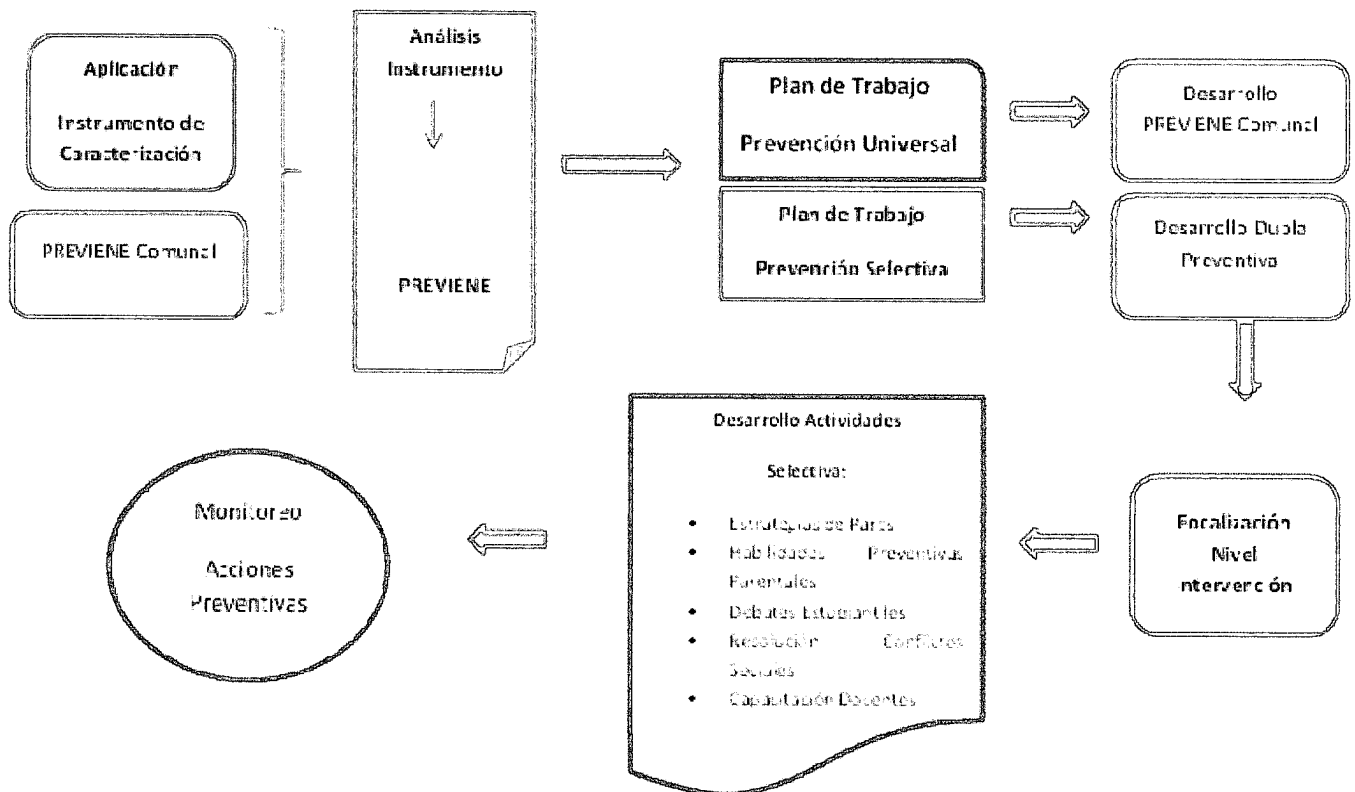 Aplicación
Instrumento de
Caracterización
PREVIENE Comunal
Análisis
Instrumento
PREVIENE
Plan de Trabajo
Prevención Universal
Plan de Trabajo
Prevención Selectiva
Desarrollo
PREVIENE Comunal
Desarrollo Dupla
Preventiva
Focalización
Nivel
Intervención
Desarrollo Actividades
Selectiva:
• Estrategias de Pares
• Habilidades Preventivas
Parentales
• Debates Estudiantiles
• Resolución Conflictos
Sociales
• Capacitación Docentes
Monitoreo
Acciones
Preventivas